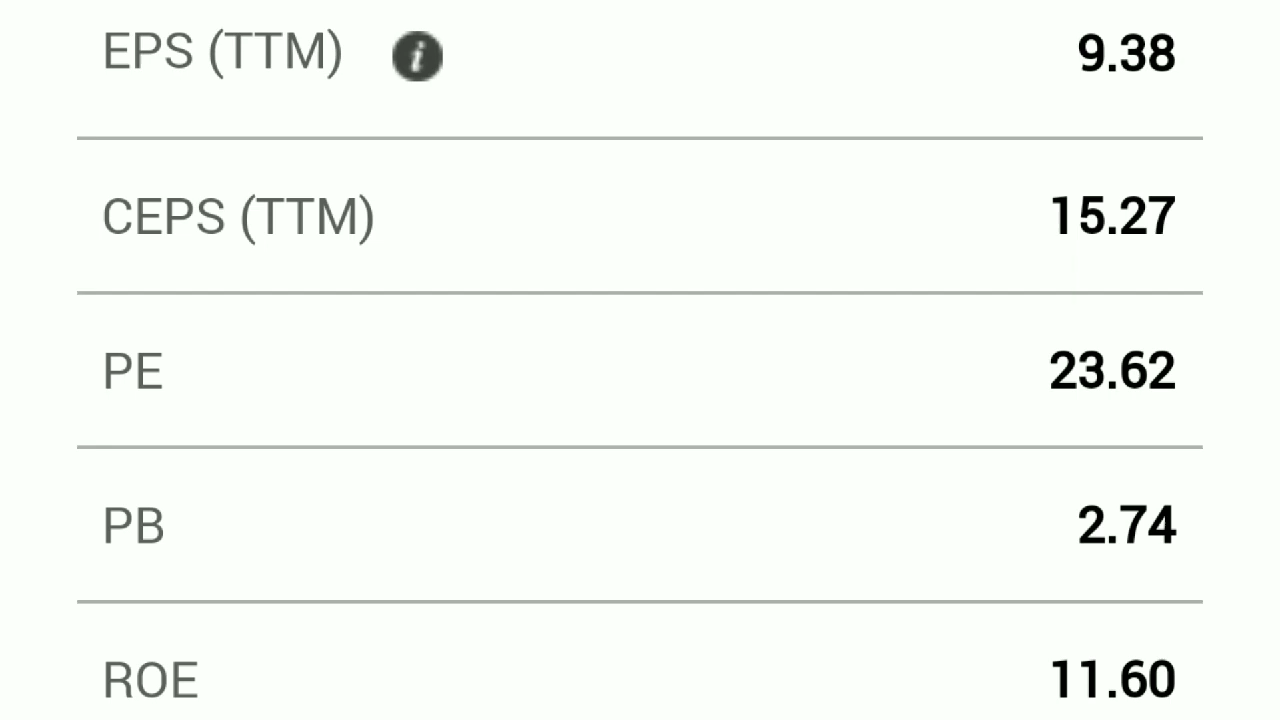 EPS (TTM) i 9.38
CEPS (TTM) 15.27
PE 23.62
PB 2.74
ROE 11.60